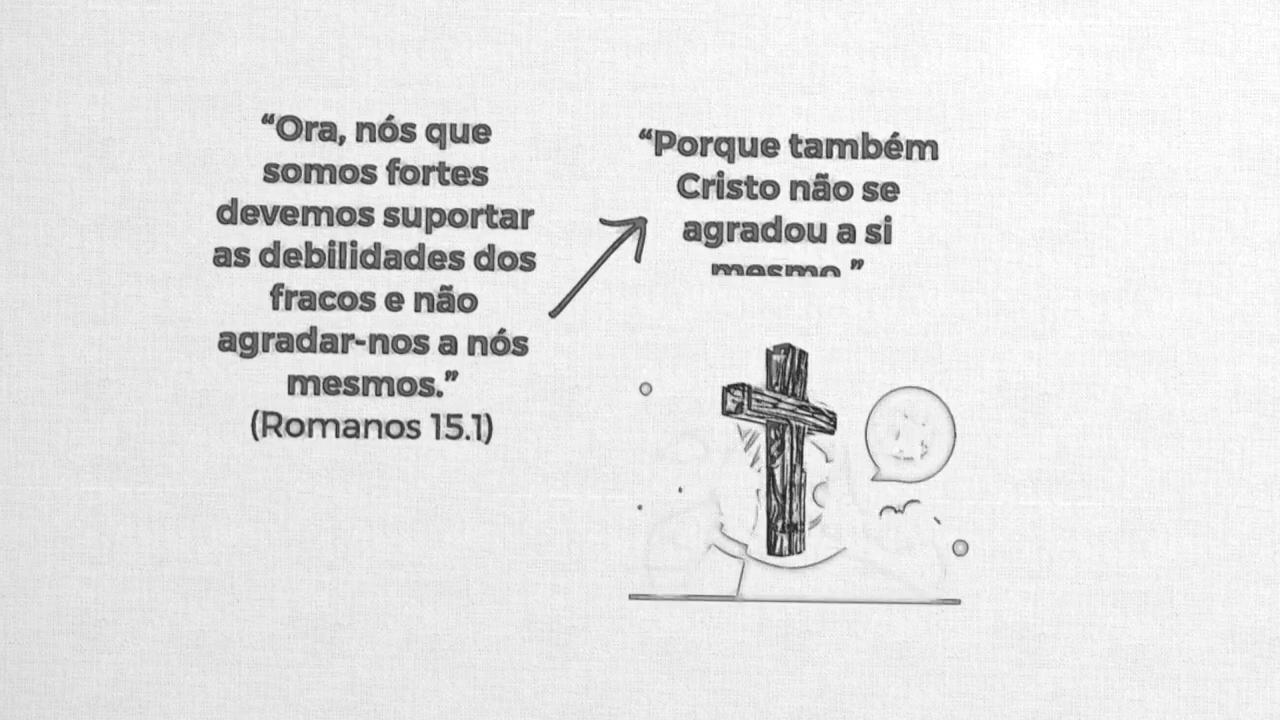 “Ora, nós que
somos fortes
devemos suportar
as debilidades dos
fracos e não
agradar-nos a nós
mesmos.”
(Romanos 15.1)
“Porque também
Cristo não se
agradou a si
mesmo.”